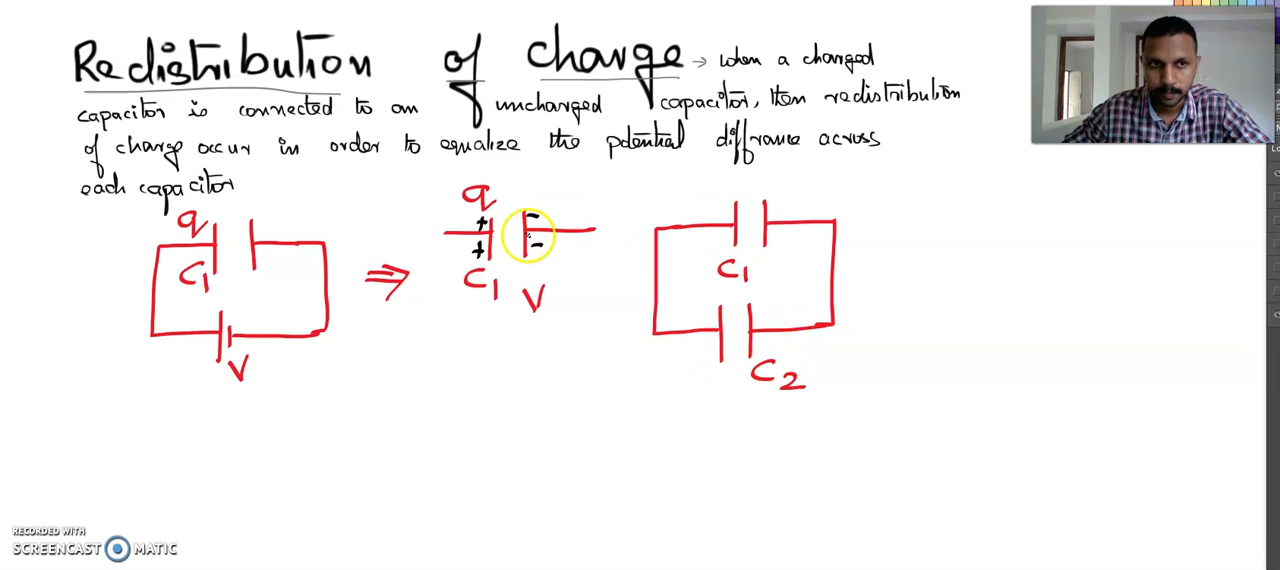 Redistribution of charge → when a charged
capacitor is connected to an uncharged capacitor, then redistribution
of charge occur in order to equalize the potential diffrance across
each capacitor
q
C1
V
⇒
q
+ -
+ -
C1 V
C1
C2
RECORDED WITH
SCREENCAST MATIC